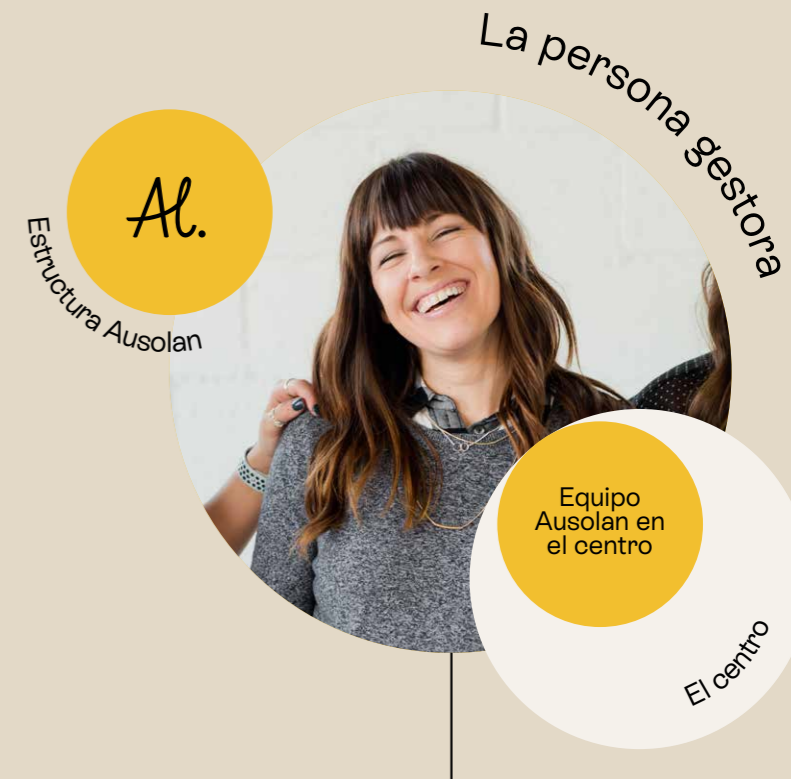 La persona gestora
Al.
Estructura Ausolan
Equipo
Ausolan en
el centro
El centro